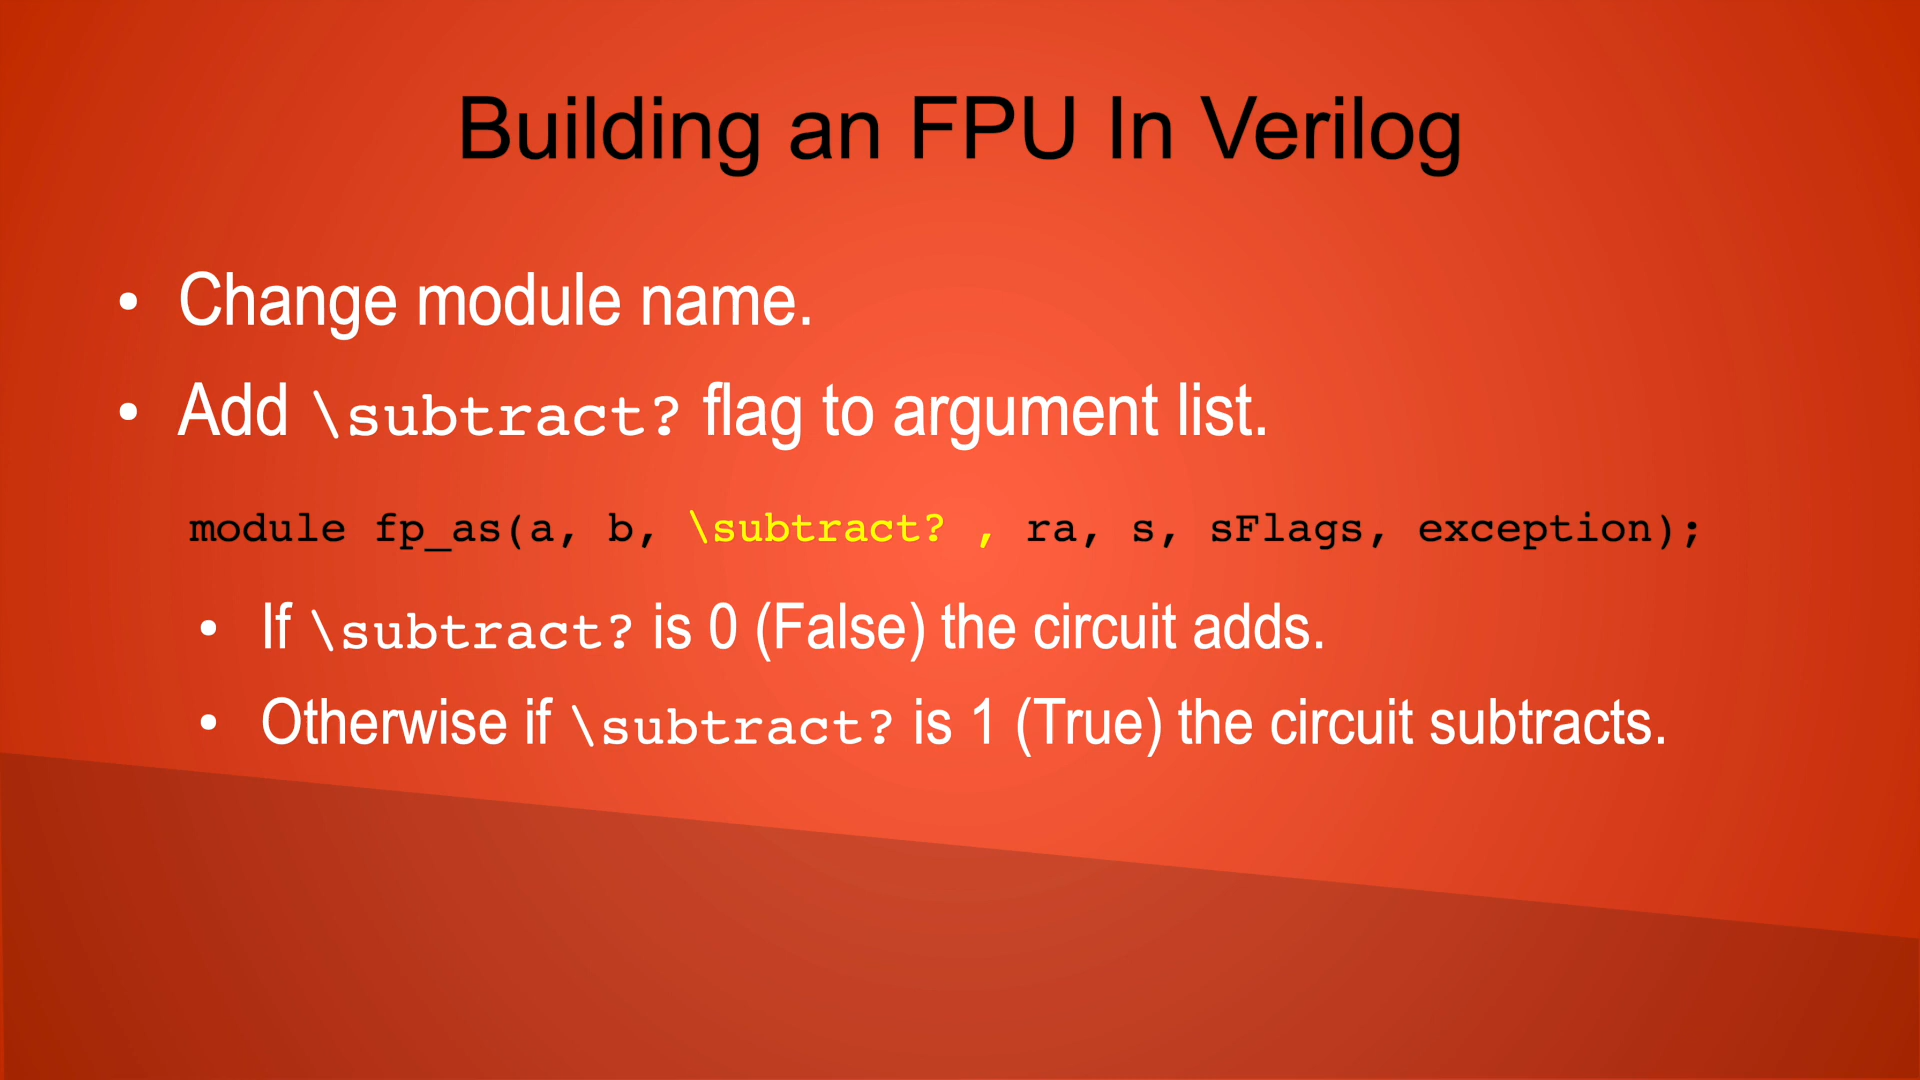 Building an FPU In Verilog
• Change module name.
• Add \subtract? flag to argument list.
module fp_as(a, b, \subtract? , ra, s, sFlags, exception);
• If \subtract? is 0 (False) the circuit adds.
• Otherwise if \subtract? is 1 (True) the circuit subtracts.